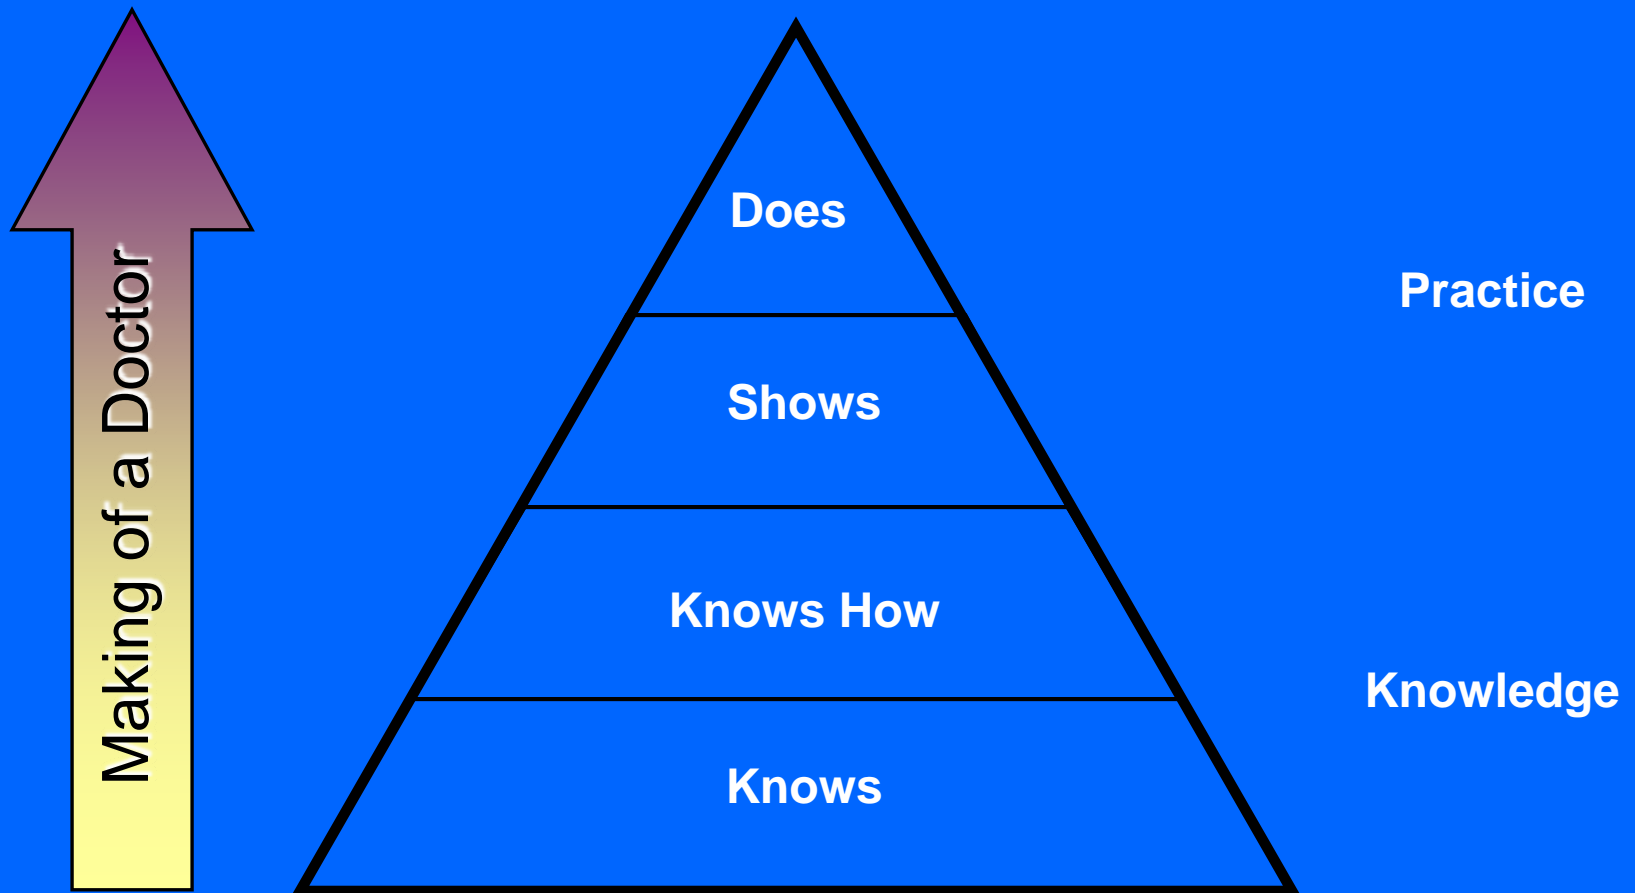 Making of a Doctor
Does
Practice
Shows
Knows How
Knowledge
Knows